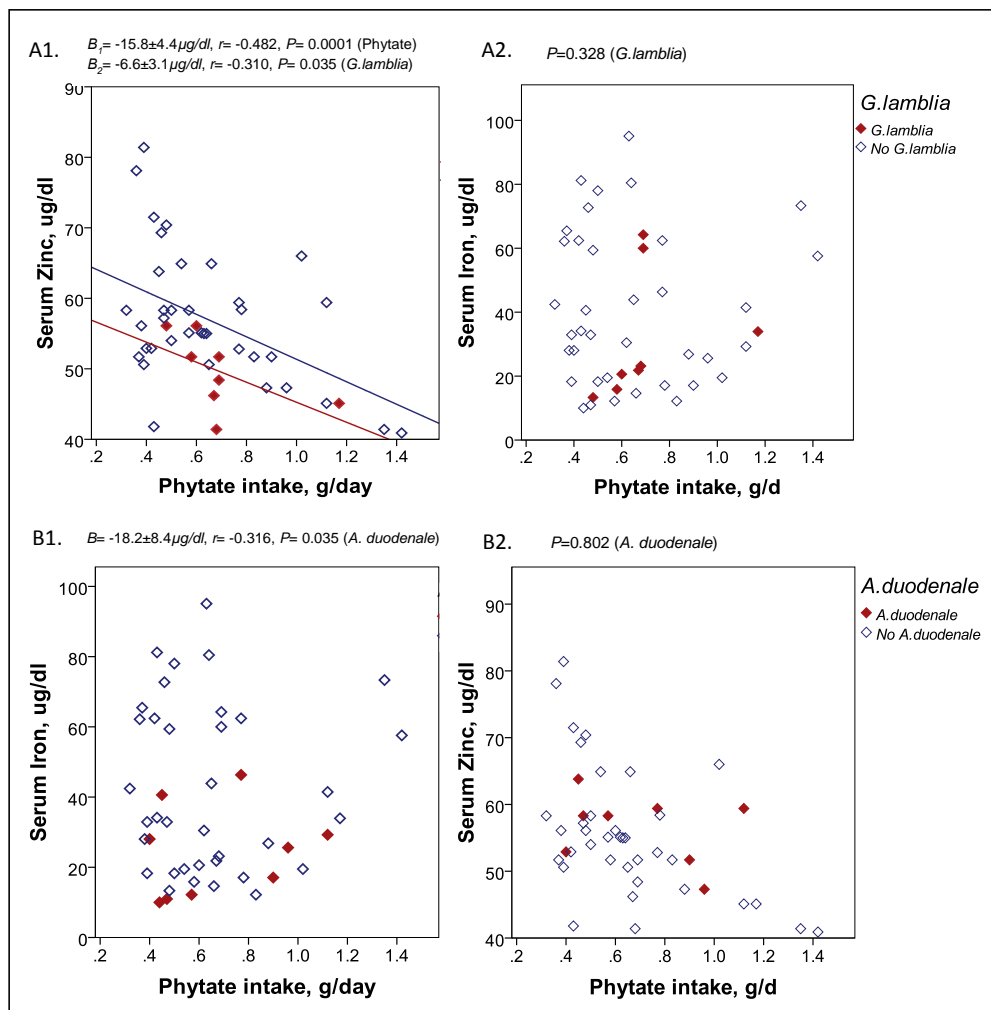 A1.
B1= -15.8±4.4µg/dl, r= -0.482, P= 0.0001 (Phytate)
B2= -6.6±3.1µg/dl, r= -0.310, P= 0.035 (G.lamblia)
90
80
70
60
50
40
Serum Zinc, ug/dl
.2 .4 .6 .8 1.0 1.2 1.4
Phytate intake, g/day
A2.
P=0.328 (G.lamblia)
100
80
60
40
20
0
Serum Iron, ug/dl
.2 .4 .6 .8 1.0 1.2 1.4
Phytate intake, g/d
G.lamblia
G.lamblia
No G.lamblia
B1.
B= -18.2±8.4µg/dl, r= -0.316, P= 0.035 (A. duodenale)
100
80
60
40
20
0
Serum Iron, ug/dl
.2 .4 .6 .8 1.0 1.2 1.4
Phytate intake, g/day
B2.
P=0.802 (A. duodenale)
90
80
70
60
50
40
Serum Zinc, ug/dl
.2 .4 .6 .8 1.0 1.2 1.4
Phytate intake, g/d
A.duodenale
A.duodenale
No A.duodenale